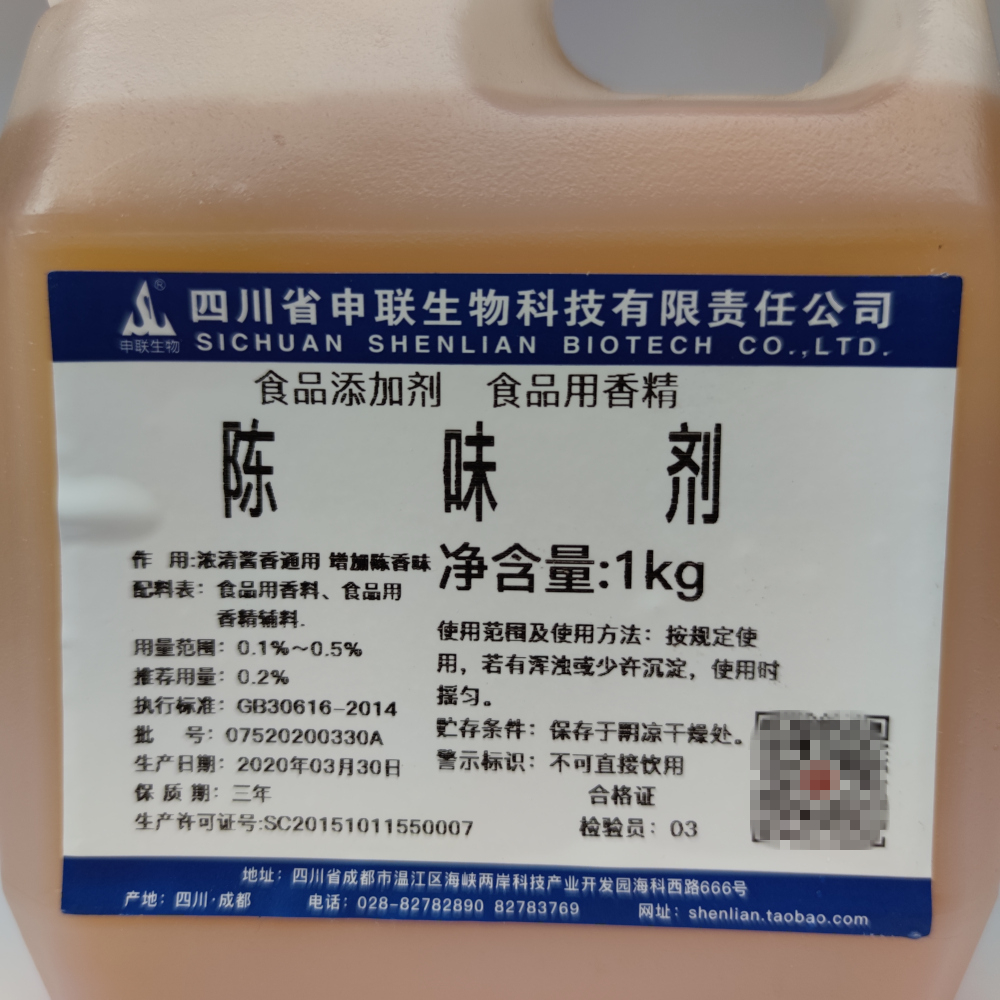 ®
申联生物
四川省申联生物科技有限责任公司
SICHUAN SHENLIAN BIOTECH CO.,LTD.
食品添加剂 食品用香精
陈味剂
净含量:1kg
作 用:浓清酱香通用 增加陈香味
配料表：食品用香料、食品用
香精辅料.
用量范围：0.1%～0.5%
推荐用量：0.2%
执行标准：GB30616-2014
批 号：07520200330A
生产日期：2020年03月30日
保 质 期：三年
生产许可证号:SC20151011550007
使用范围及使用方法：按规定使
用，若有浑浊或少许沉淀，使用时
摇匀。
贮存条件：保存于阴凉干燥处。
警示标识：不可直接饮用
合格证
检验员：03
地址：四川省成都市温江区海峡两岸科技产业开发园海科西路666号
产地：四川·成都 电话：028-82782890 82783769 网址：shenlian.taobao.com